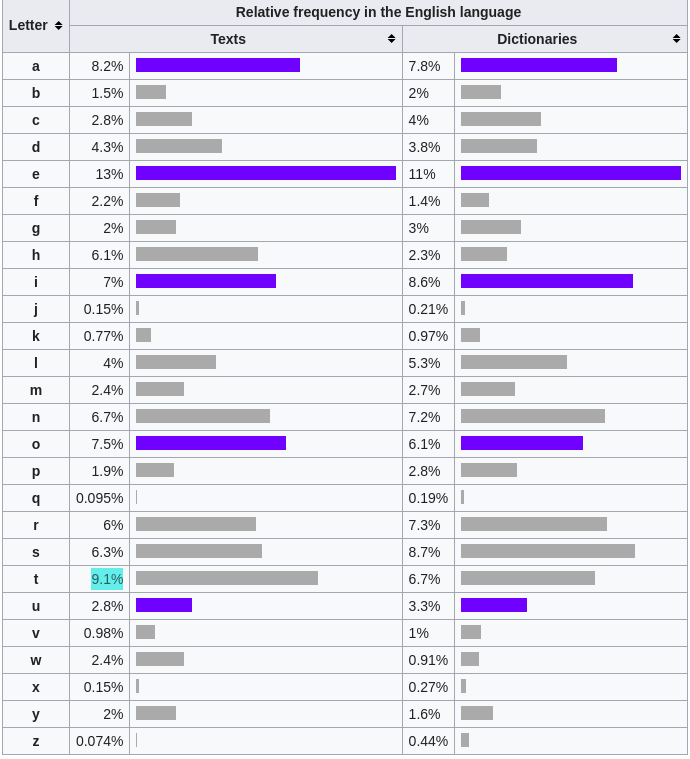 Letter Relative frequency in the English language
Texts Dictionaries
a 8.2% 7.8%
b 1.5% 2%
c 2.8% 4%
d 4.3% 3.8%
e 13% 11%
f 2.2% 1.4%
g 2% 3%
h 6.1% 2.3%
i 7% 8.6%
j 0.15% 0.21%
k 0.77% 0.97%
l 4% 5.3%
m 2.4% 2.7%
n 6.7% 7.2%
o 7.5% 6.1%
p 1.9% 2.8%
q 0.095% 0.19%
r 6% 7.3%
s 6.3% 8.7%
t 9.1% 6.7%
u 2.8% 3.3%
v 0.98% 1%
w 2.4% 0.91%
x 0.15% 0.27%
y 2% 1.6%
z 0.074% 0.44%